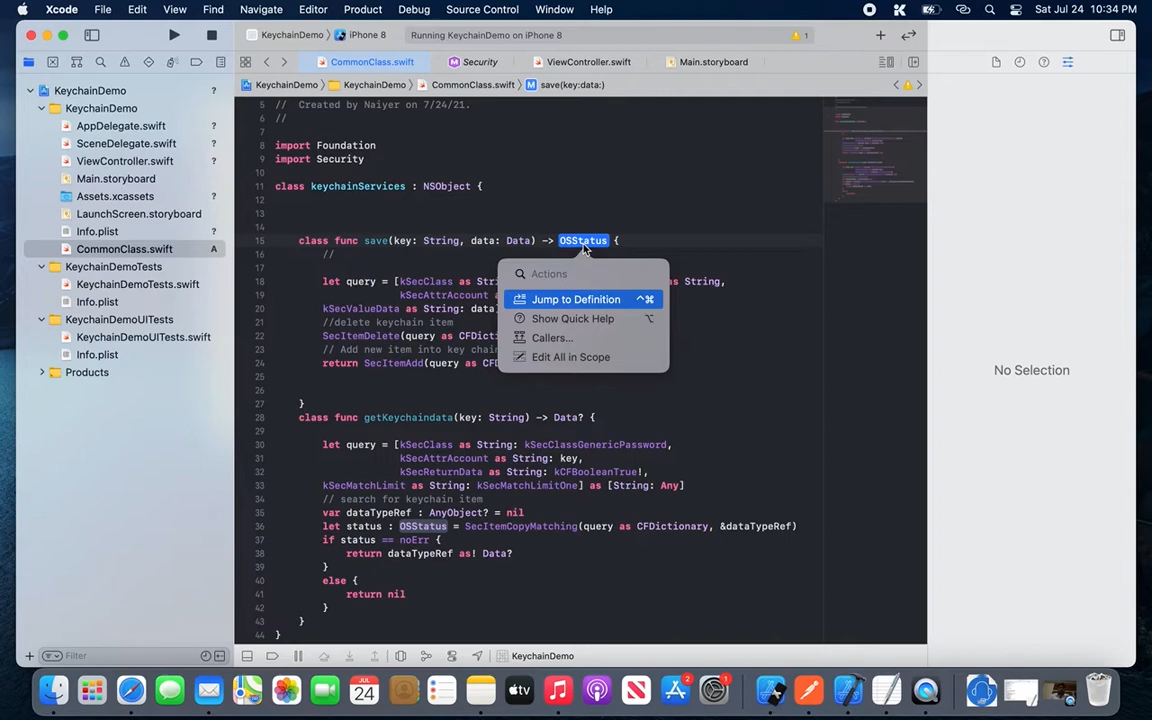 Xcode File Edit View Find Navigate Editor Product Debug Source Control Window Help Sat Jul 24 10:34 PM
KeychainDemo iPhone 8 Running KeychainDemo on iPhone 8 1
CommonClass.swift Security ViewController.swift Main.storyboard
KeychainDemo KeychainDemo CommonClass.swift M save(key:data:)
KeychainDemo ?
KeychainDemo
AppDelegate.swift ?
SceneDelegate.swift ?
ViewController.swift ?
Main.storyboard
Assets.xcassets ?
LaunchScreen.storyboard
Info.plist ?
CommonClass.swift A
KeychainDemoTests
KeychainDemoTests.swift
Info.plist
KeychainDemoUITests
KeychainDemoUITests.swift
Info.plist
Products
Filter
5 // Created by Naiyer on 7/24/21.
6 //
7
8 import Foundation
9 import Security
10
11 class keychainServices : NSObject {
12
13
15 class func save(key: String, data: Data) -> OSStatus {
16 //
17
18 let query = [kSecClass as Stri s String,
19 kSecAttrAccount a
20 kSecValueData as String: data
21 //delete keychain item
22 SecItemDelete(query as CFDicti
23 // Add new item into key chain
24 return SecItemAdd(query as CFD
25
26
27 }
28 class func getKeychaindata(key: String) -> Data? {
29
30 let query = [kSecClass as String: kSecClassGenericPassword,
31 kSecAttrAccount as String: key,
32 kSecReturnData as String: kCFBooleanTrue!,
33 kSecMatchLimit as String: kSecMatchLimitOne] as [String: Any]
34 // search for keychain item
35 var dataTypeRef : AnyObject? = nil
36 let status : OSStatus = SecItemCopyMatching(query as CFDictionary, &dataTypeRef)
37 if status == noErr {
38 return dataTypeRef as! Data?
39 }
40 else {
41 return nil
42 }
43 }
44 }
Actions
Jump to Definition ^⌘
Show Quick Help ⌥
Callers...
Edit All in Scope
No Selection
KeychainDemo
JUL
24
tv
2
1